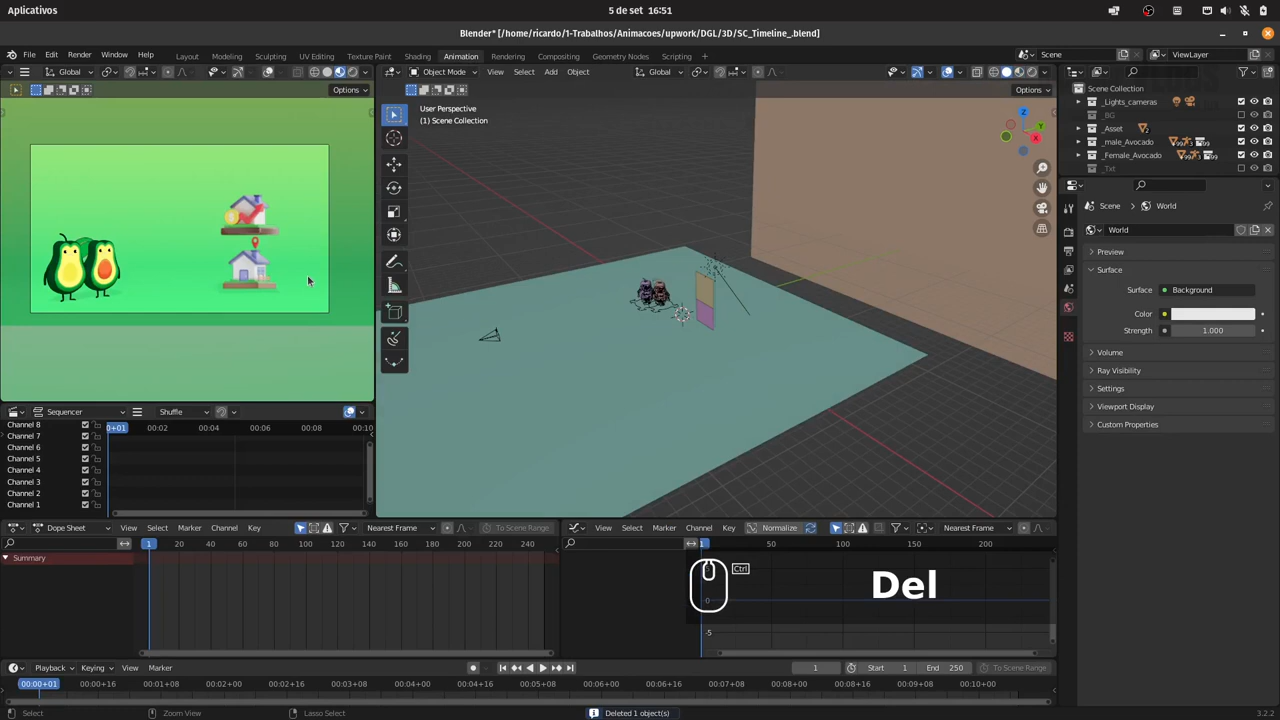 Aplicativos
5 de set 16:51
Blender* [/home/ricardo/1-Trabalhos/Animacoes/upwork/DGL/3D/SC_Timeline_.blend]
File Edit Render Window Help Layout Modeling Sculpting UV Editing Texture Paint Shading Animation Rendering Compositing Geometry Nodes Scripting + Scene ViewLayer
Global Object Mode View Select Add Object Global
Options Options
User Perspective
(1) Scene Collection
Z Y X
Scene Collection
_Lights_cameras
_BG
_Asset 2
_male_Avocado
_Female_Avocado
_Txt
Scene World
World
Preview
Surface
Surface Background
Color
Strength 1.000
Volume
Ray Visibility
Settings
Viewport Display
Custom Properties
Sequencer Shuffle
Channel 8
Channel 7
Channel 6
Channel 5
Channel 4
Channel 3
Channel 2
Channel 1
0+01 00:02 00:04 00:06 00:08 00:10
Dope Sheet View Select Marker Channel Key Nearest Frame To Scene Range
View Select Marker Channel Key Normalize Nearest Frame
1 20 40 60 80 100 120 140 160 180 200 220 240
Summary
1 50 100 150 200
0
-5
Ctrl
Del
Playback Keying View Marker 1 Start 1 End 250 To Scene Range
00:00+01 00:00+16 00:01+08 00:02+00 00:02+16 00:03+08 00:04+00 00:04+16 00:05+08 00:06+00 00:06+16 00:07+08 00:08+00 00:08+16 00:09+08 00:10+00
Select Zoom View Lasso Select Deleted 1 object(s) 3.2.2